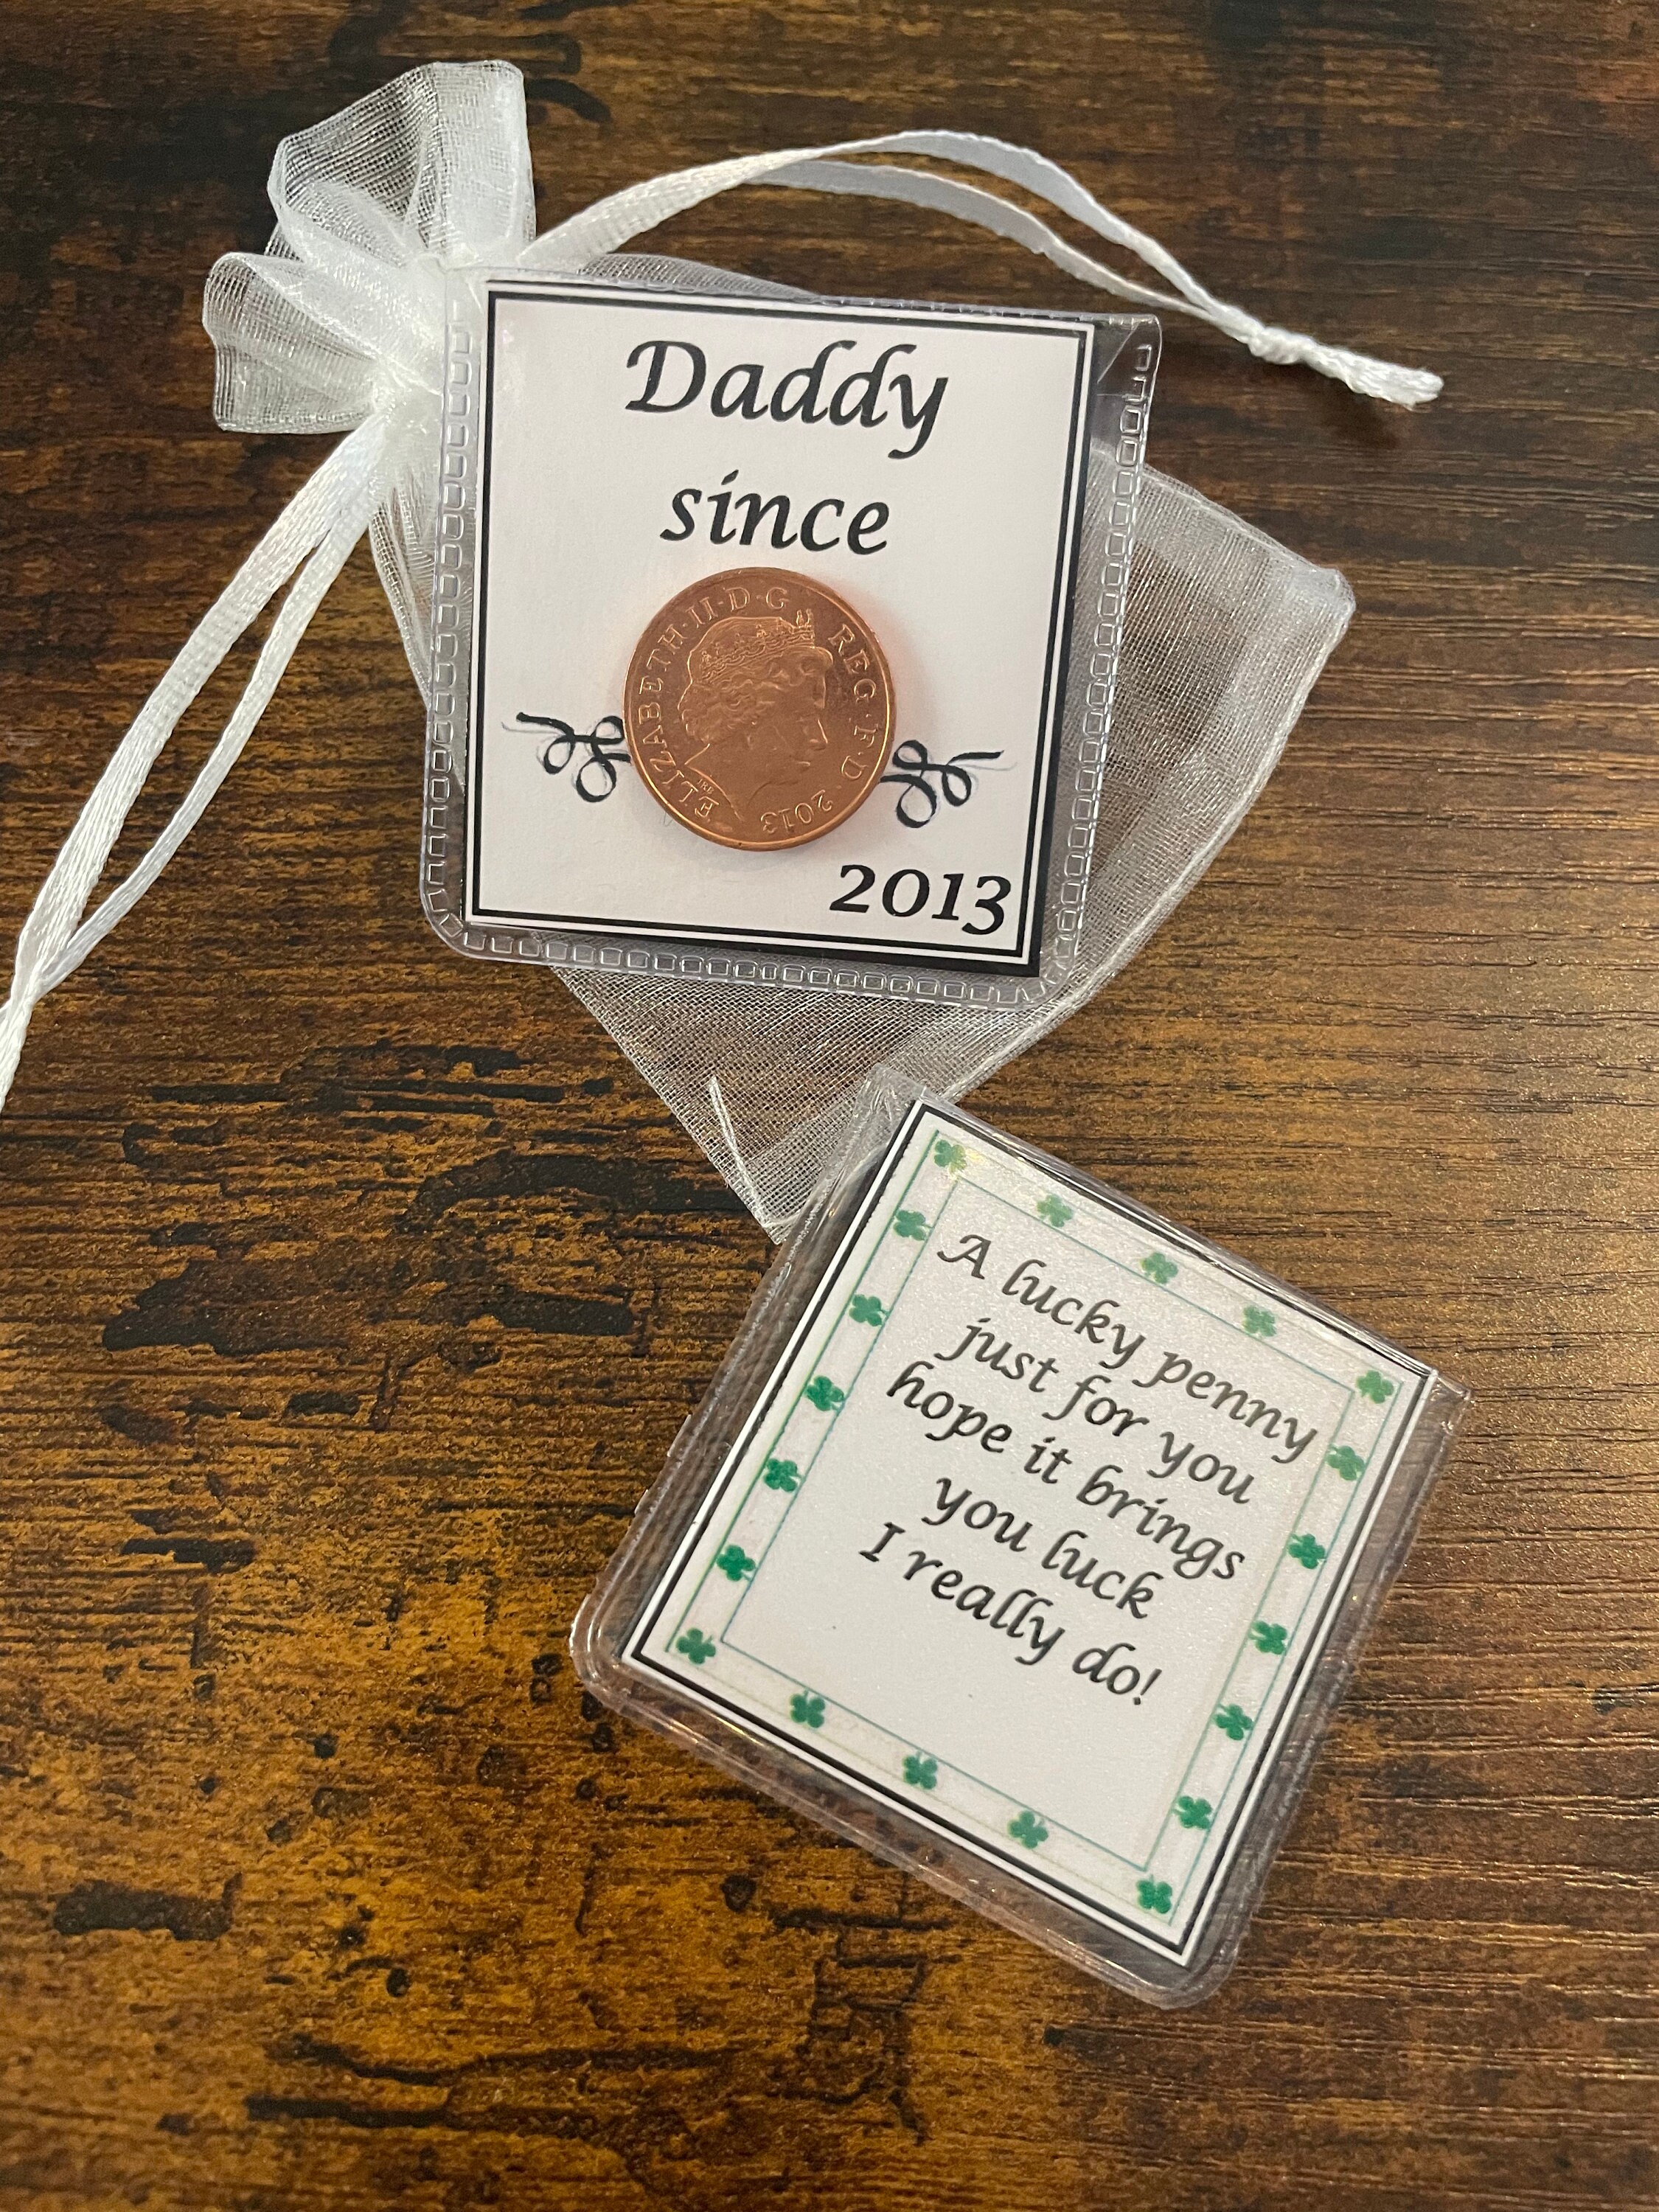 Daddy
since
ELIZABETH·II·D·G REG·F·D·2013
2013
A lucky penny
just for you
hope it brings
you luck
I really do!